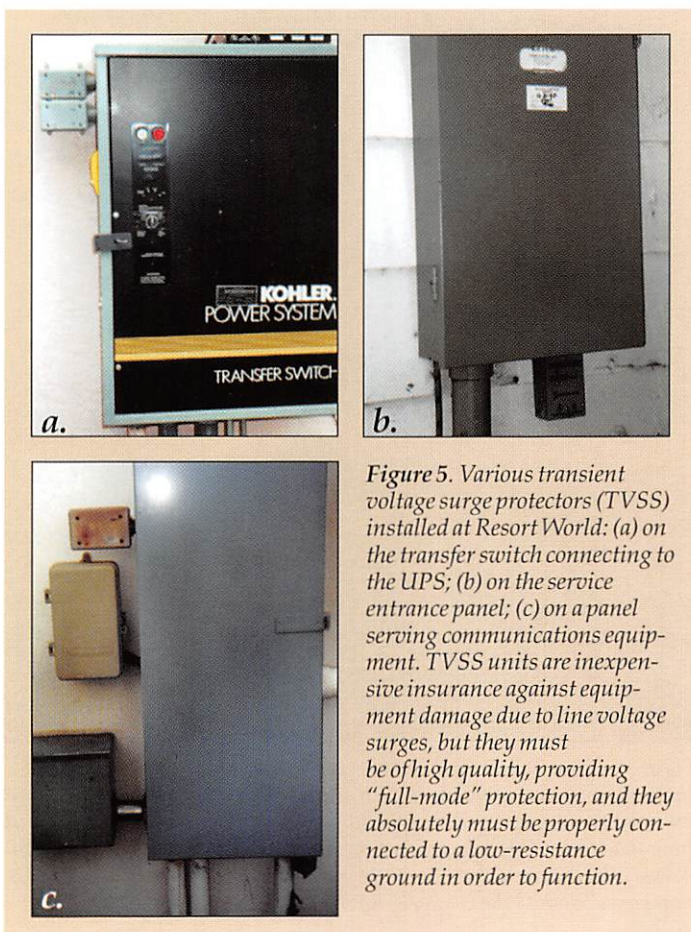 KOHLER.
POWER SYSTEM
TRANSFER SWITCH
a.
b.
c.
Figure 5. Various transient
voltage surge protectors (TVSS)
installed at Resort World: (a) on
the transfer switch connecting to
the UPS; (b) on the service
entrance panel; (c) on a panel
serving communications equip-
ment. TVSS units are inexpen-
sive insurance against equip-
ment damage due to line voltage
surges, but they must
be of high quality, providing
"full-mode" protection, and they
absolutely must be properly con-
nected to a low-resistance
ground in order to function.